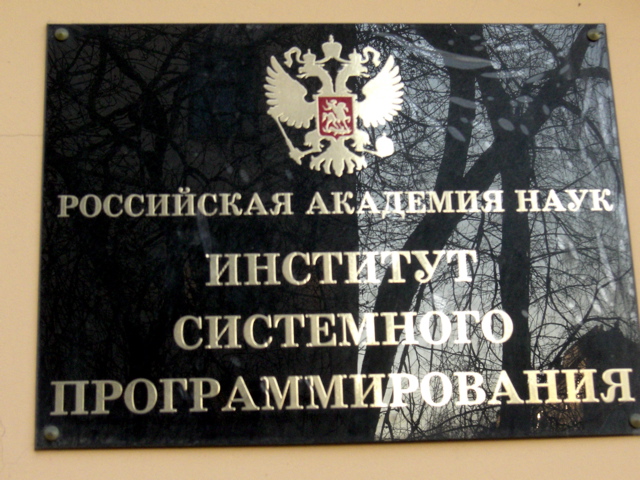 РОССИЙСКАЯ АКАДЕМИЯ НАУК
ИНСТИТУТ
СИСТЕМНОГО
ПРОГРАММИРОВАНИЯ